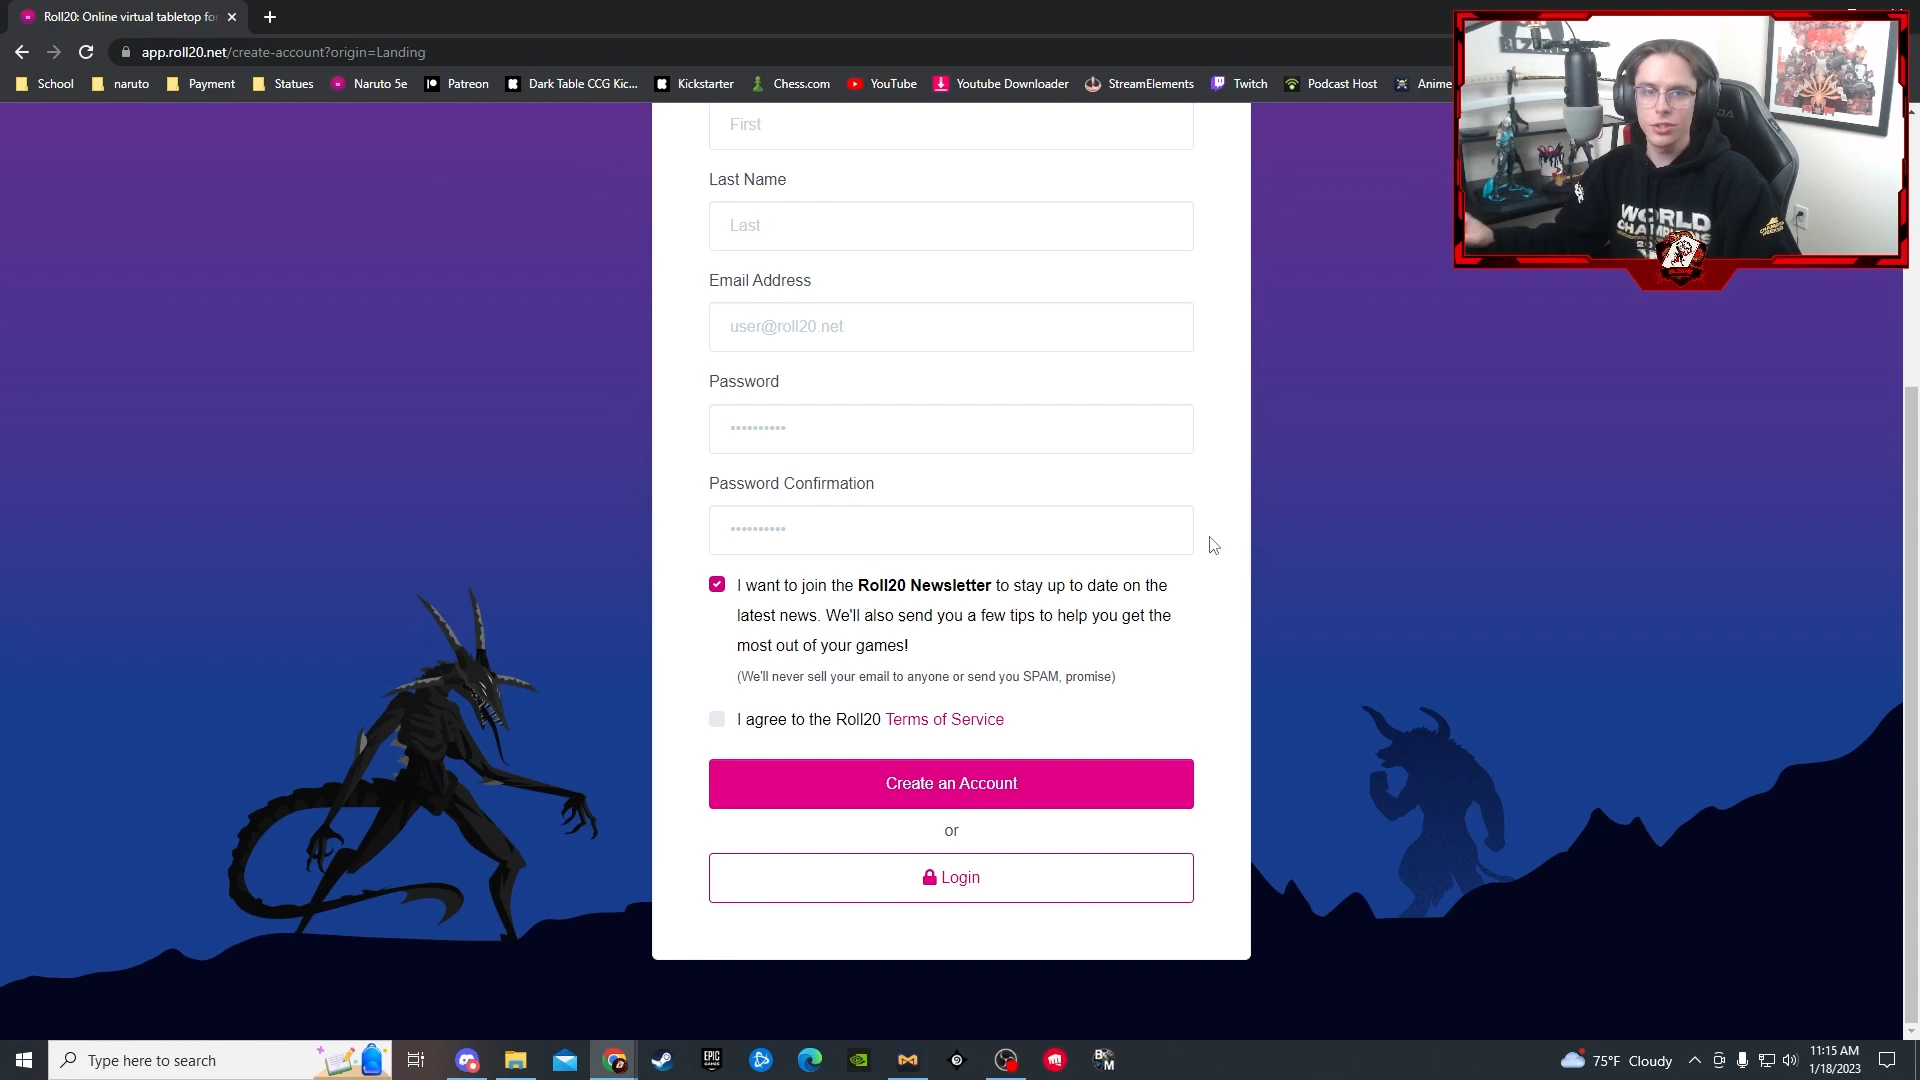 Roll20: Online virtual tabletop for
app.roll20.net/create-account?origin=Landing
School
naruto
Payment
Statues
Naruto 5e
Patreon
Dark Table CCG Kic...
Kickstarter
Chess.com
YouTube
Youtube Downloader
StreamElements
Twitch
Podcast Host
Anime
First
Last Name
Last
Email Address
user@roll20.net
Password
Password Confirmation
I want to join the Roll20 Newsletter to stay up to date on the
latest news. We'll also send you a few tips to help you get the
most out of your games!
(We'll never sell your email to anyone or send you SPAM, promise)
I agree to the Roll20 Terms of Service
Create an Account
or
Login
WORLD
CHAMPIONS
Type here to search
EPIC
GAMES
75°F Cloudy
11:15 AM
1/18/2023